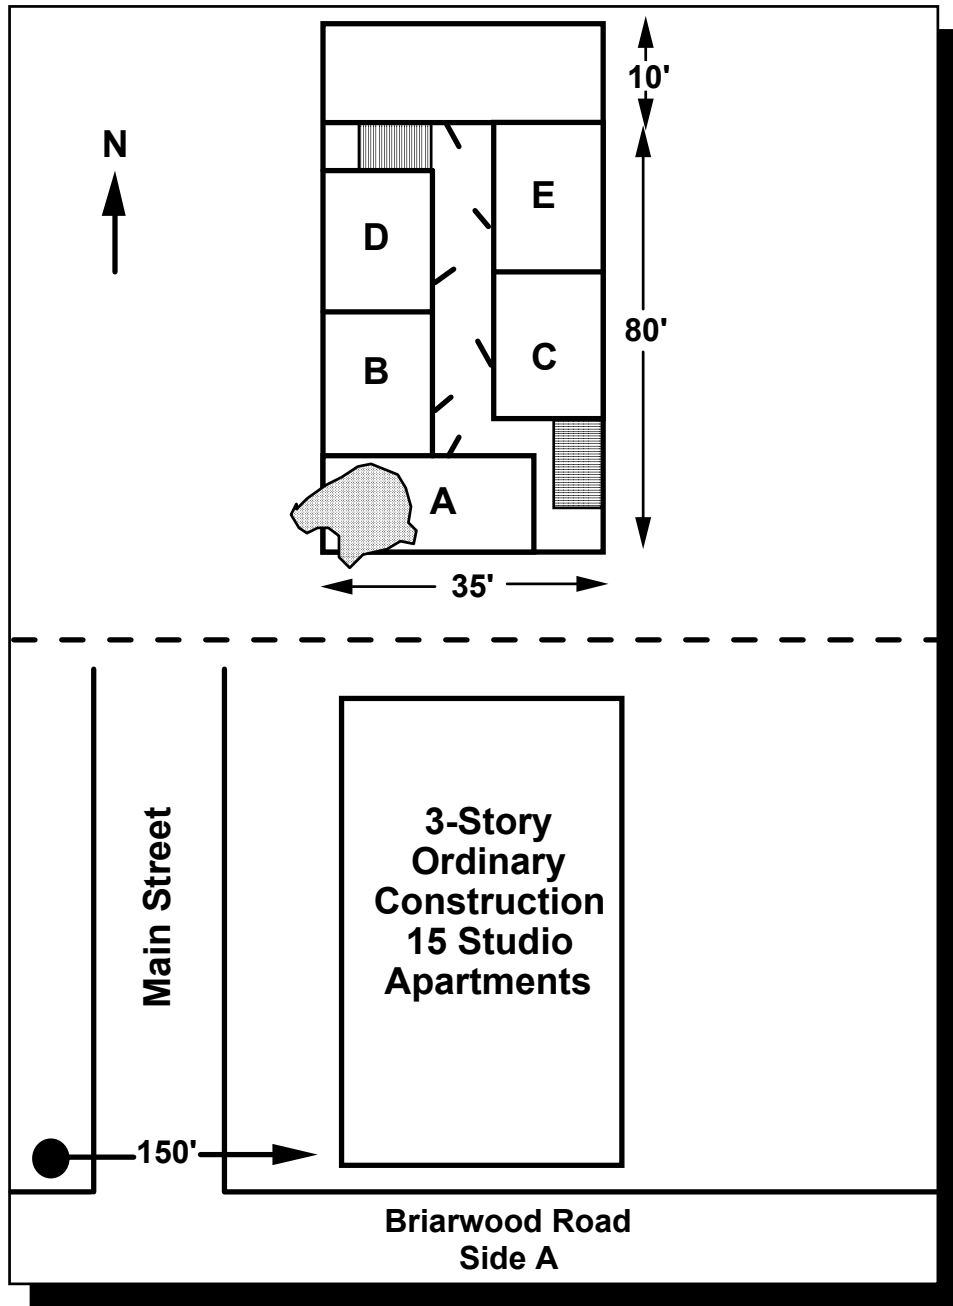 10'
N
E
D
80'
C
B
A
35'
3-Story
Ordinary
Construction
15 Studio
Apartments
Main Street
150'
Briarwood Road
Side A